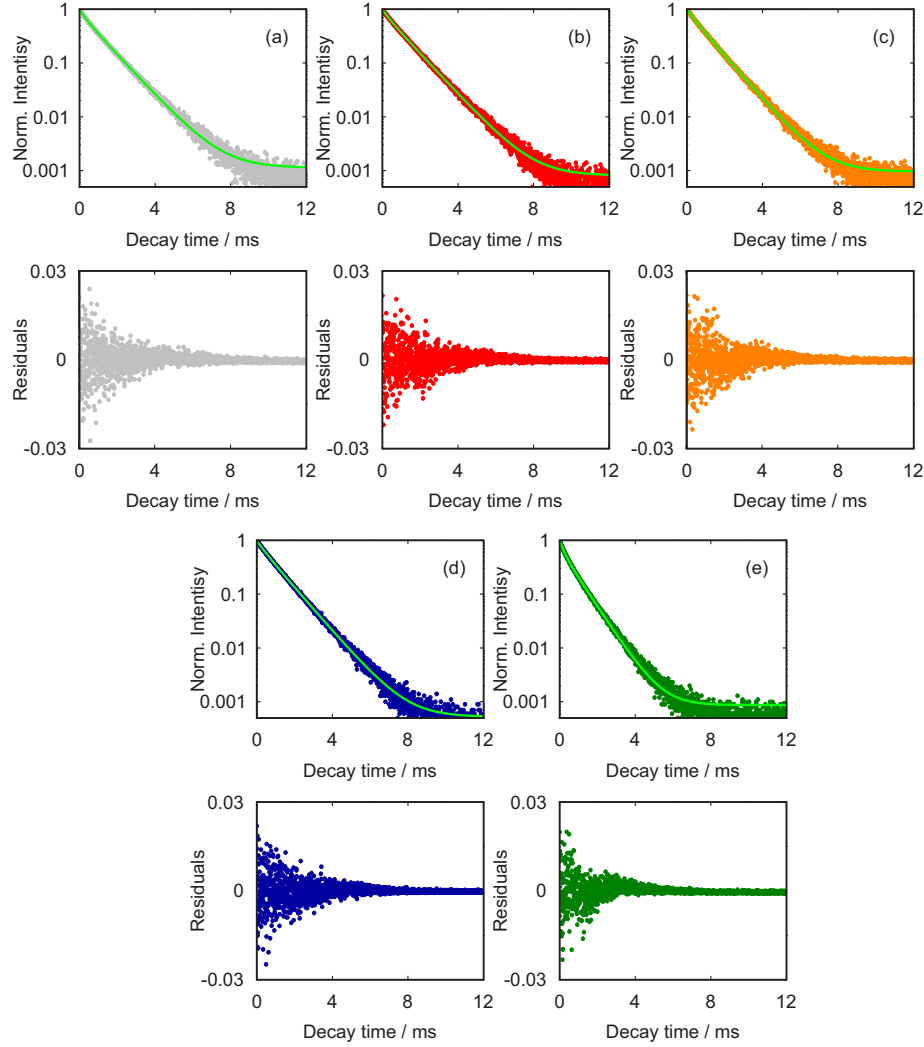 1
0.1
0.01
0.001
Norm. Intentisy
(a)
0 4 8 12
Decay time / ms
1
0.1
0.01
0.001
Norm. Intentisy
(b)
0 4 8 12
Decay time / ms
1
0.1
0.01
0.001
Norm. Intentisy
(c)
0 4 8 12
Decay time / ms
0.03
0
-0.03
Residuals
0 4 8 12
Decay time / ms
0.03
0
-0.03
Residuals
0 4 8 12
Decay time / ms
0.03
0
-0.03
Residuals
0 4 8 12
Decay time / ms
1
0.1
0.01
0.001
Norm. Intentisy
(d)
0 4 8 12
Decay time / ms
1
0.1
0.01
0.001
Norm. Intentisy
(e)
0 4 8 12
Decay time / ms
0.03
0
-0.03
Residuals
0 4 8 12
Decay time / ms
0.03
0
-0.03
Residuals
0 4 8 12
Decay time / ms